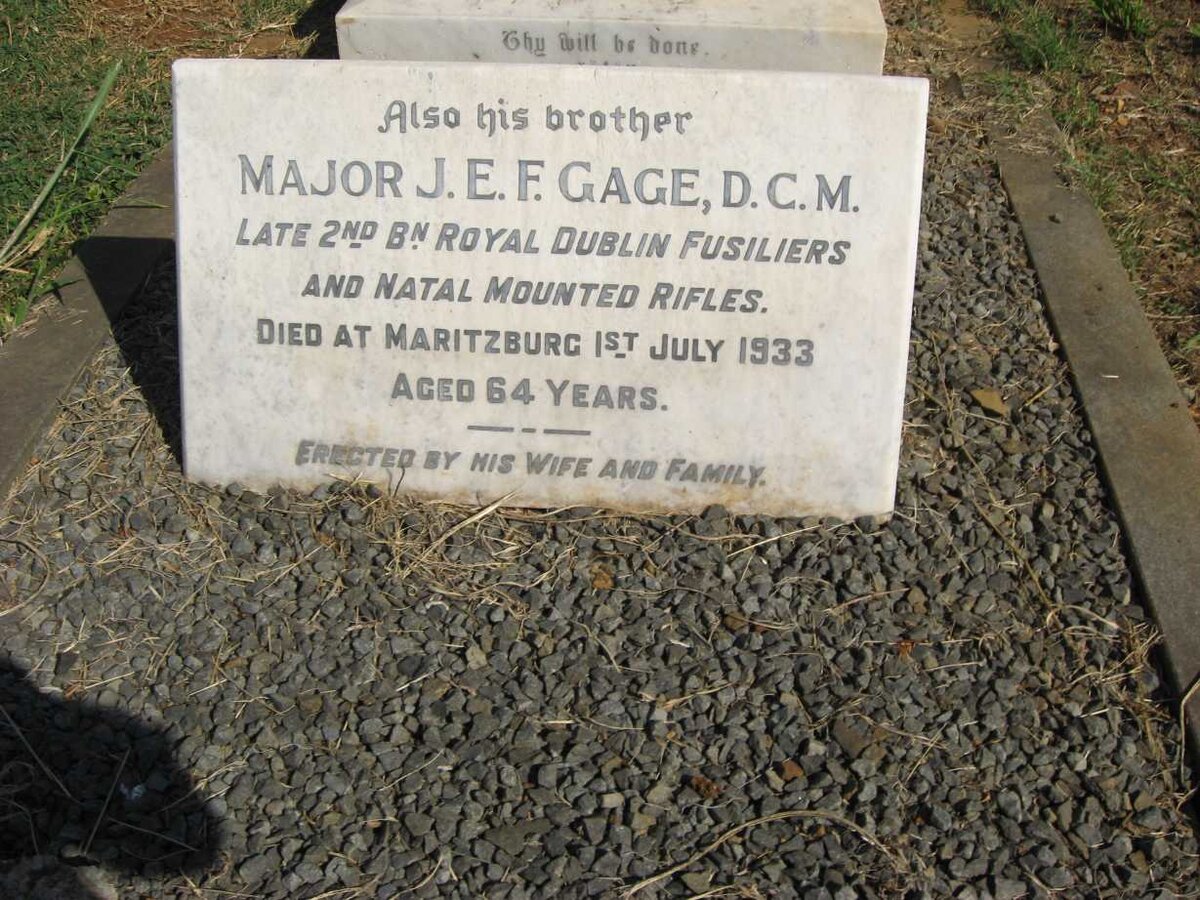 Thy will be done.
Also his brother
MAJOR J. E. F. GAGE, D. C. M.
LATE 2ND BN ROYAL DUBLIN FUSILIERS
AND NATAL MOUNTED RIFLES.
DIED AT MARITZBURG 1ST JULY 1933
AGED 64 YEARS.
ERECTED BY HIS WIFE AND FAMILY.